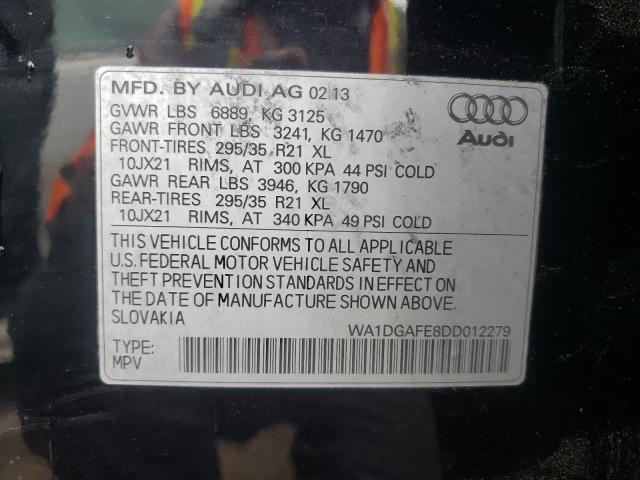 MFD. BY AUDI AG 02 13
GVWR LBS 6889, KG 3125
GAWR FRONT LBS 3241, KG 1470
FRONT-TIRES 295/35 R21 XL
10JX21 RIMS, AT 300 KPA 44 PSI COLD
GAWR REAR LBS 3946, KG 1790
REAR-TIRES 295/35 R21 XL
10JX21 RIMS, AT 340 KPA 49 PSI COLD
Audi
THIS VEHICLE CONFORMS TO ALL APPLICABLE
U.S. FEDERAL MOTOR VEHICLE SAFETY AND
THEFT PREVENTION STANDARDS IN EFFECT ON
THE DATE OF MANUFACTURE SHOWN ABOVE.
SLOVAKIA
WA1DGAFE8DD012279
TYPE:
MPV